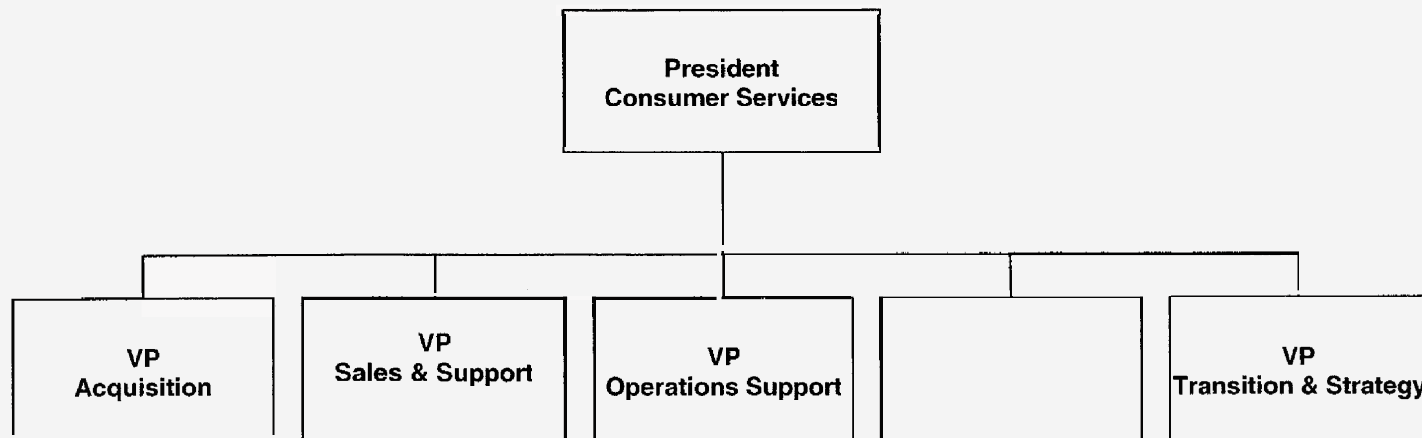 President
Consumer Services
VP
Acquisition
VP
Sales & Support
VP
Operations Support
VP
Transition & Strategy